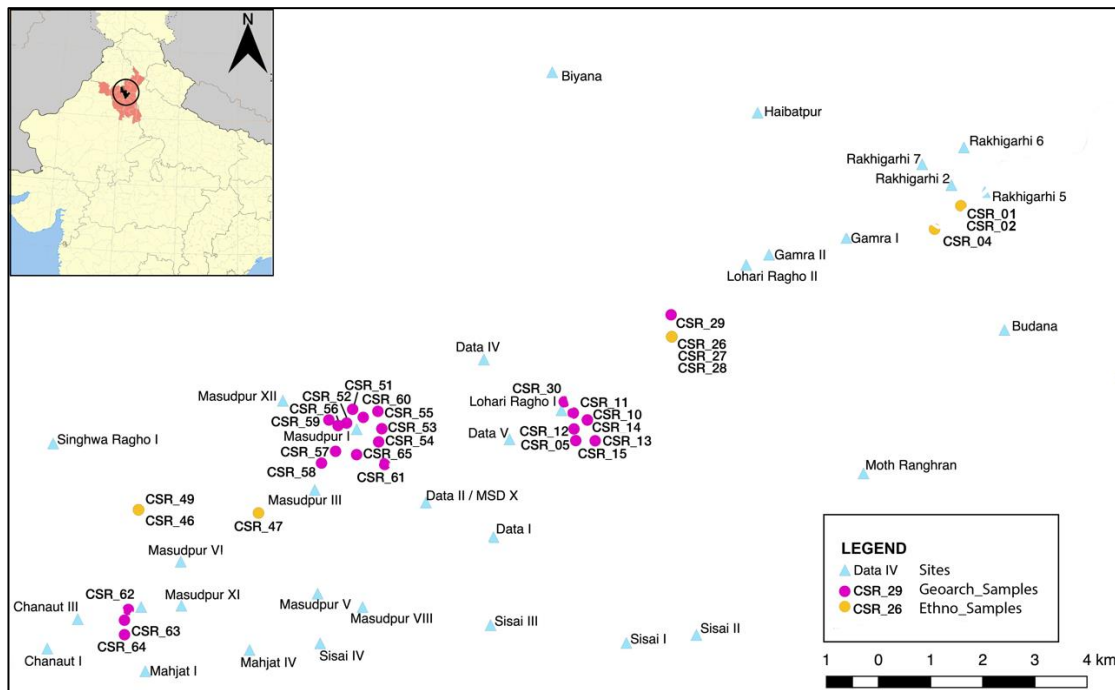 N
Biyana
Haibatpur
Rakhigarhi 6
Rakhigarhi 7
Rakhigarhi 2
Rakhigarhi 5
CSR_01
CSR_02
CSR_04
Gamra I
Gamra II
Lohari Ragho II
CSR_29
CSR_26
CSR_27
CSR_28
Budana
Data IV
CSR_51
CSR_52
CSR_60
CSR_30
Masudpur XII
CSR_56
CSR_55
Lohari Ragho I
CSR_11
CSR_10
CSR_59
CSR_53
CSR_14
Masudpur I
CSR_54
Data V
CSR_12
CSR_13
Singhwa Ragho I
CSR_05
CSR_57
CSR_65
CSR_15
CSR_58
CSR_61
Moth Ranghran
CSR_49
CSR_46
Masudpur III
Data II / MSD X
CSR_47
Data I
Masudpur VI
CSR_62
Masudpur XI
Chanaut III
Masudpur V
Masudpur VIII
CSR_63
CSR_64
Sisai III
Sisai I
Sisai II
Chanaut I
Mahjat I
Mahjat IV
Sisai IV
LEGEND
Data IV Sites
CSR_29 Geoarch_Samples
CSR_26 Ethno_Samples
1 0 1 2 3 4 km